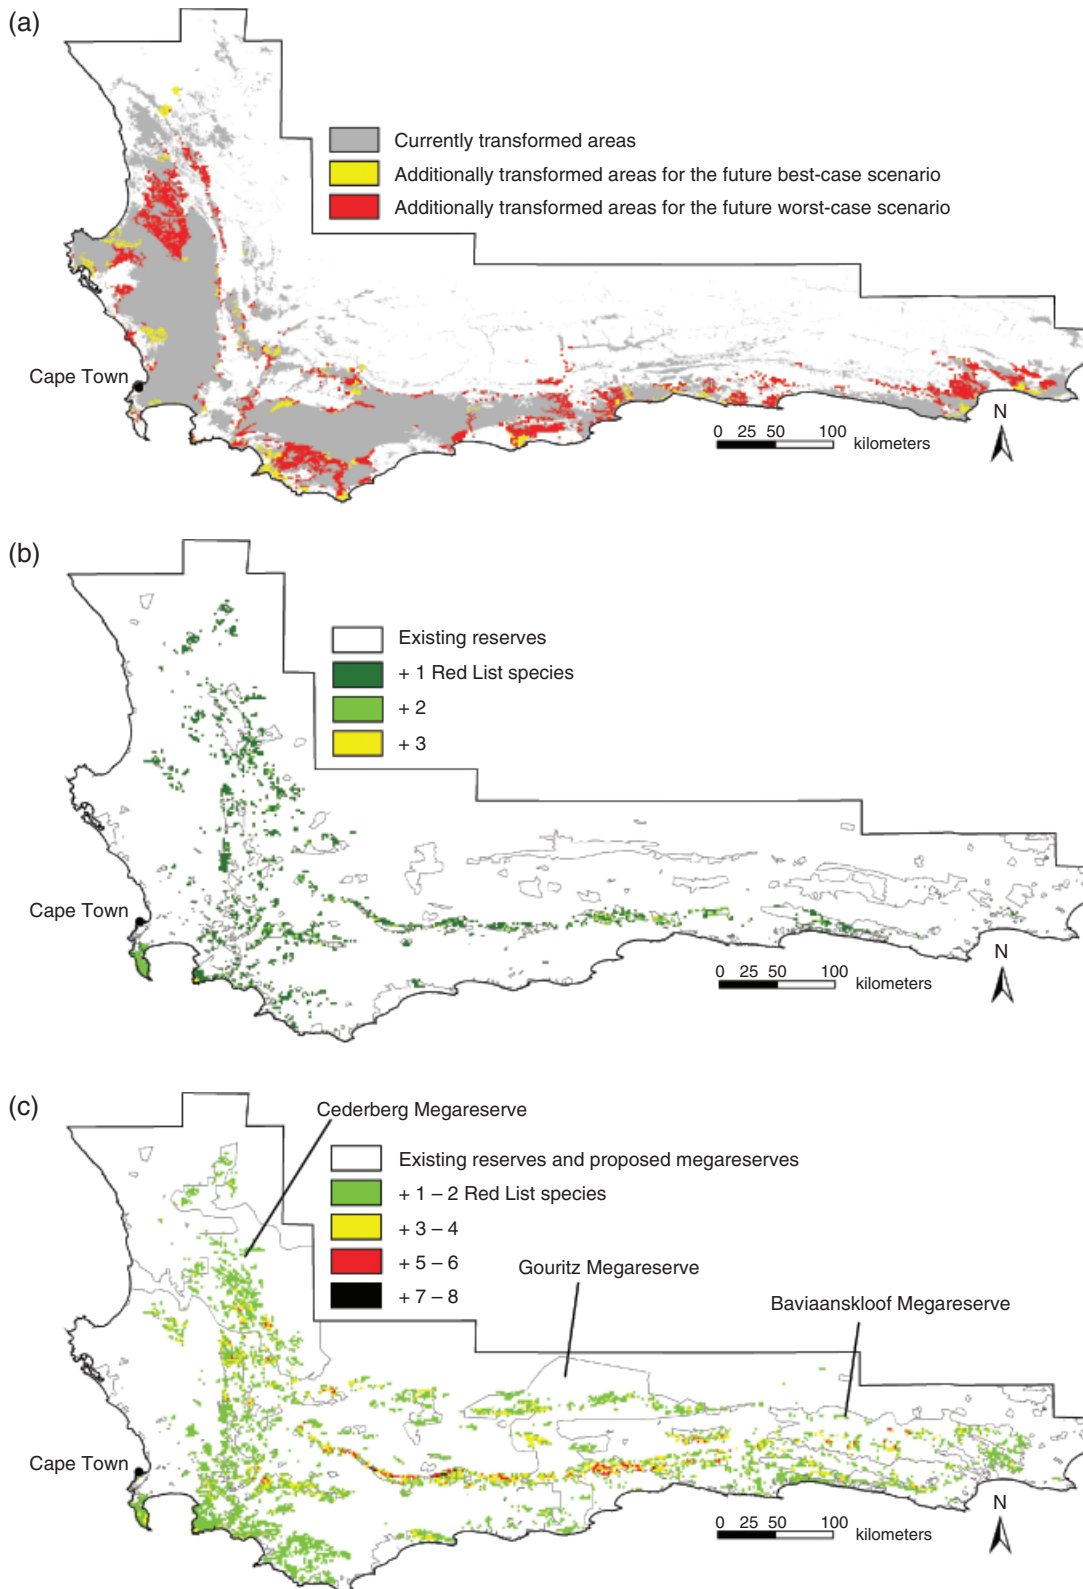 (a)
Currently transformed areas
Additionally transformed areas for the future best-case scenario
Additionally transformed areas for the future worst-case scenario
Cape Town
N
0 25 50 100
kilometers
(b)
Existing reserves
+ 1 Red List species
+ 2
+ 3
Cape Town
N
0 25 50 100
kilometers
(c)
Cederberg Megareserve
Existing reserves and proposed megareserves
+ 1 – 2 Red List species
+ 3 – 4
+ 5 – 6
+ 7 – 8
Gouritz Megareserve
Baviaanskloof Megareserve
Cape Town
N
0 25 50 100
kilometers